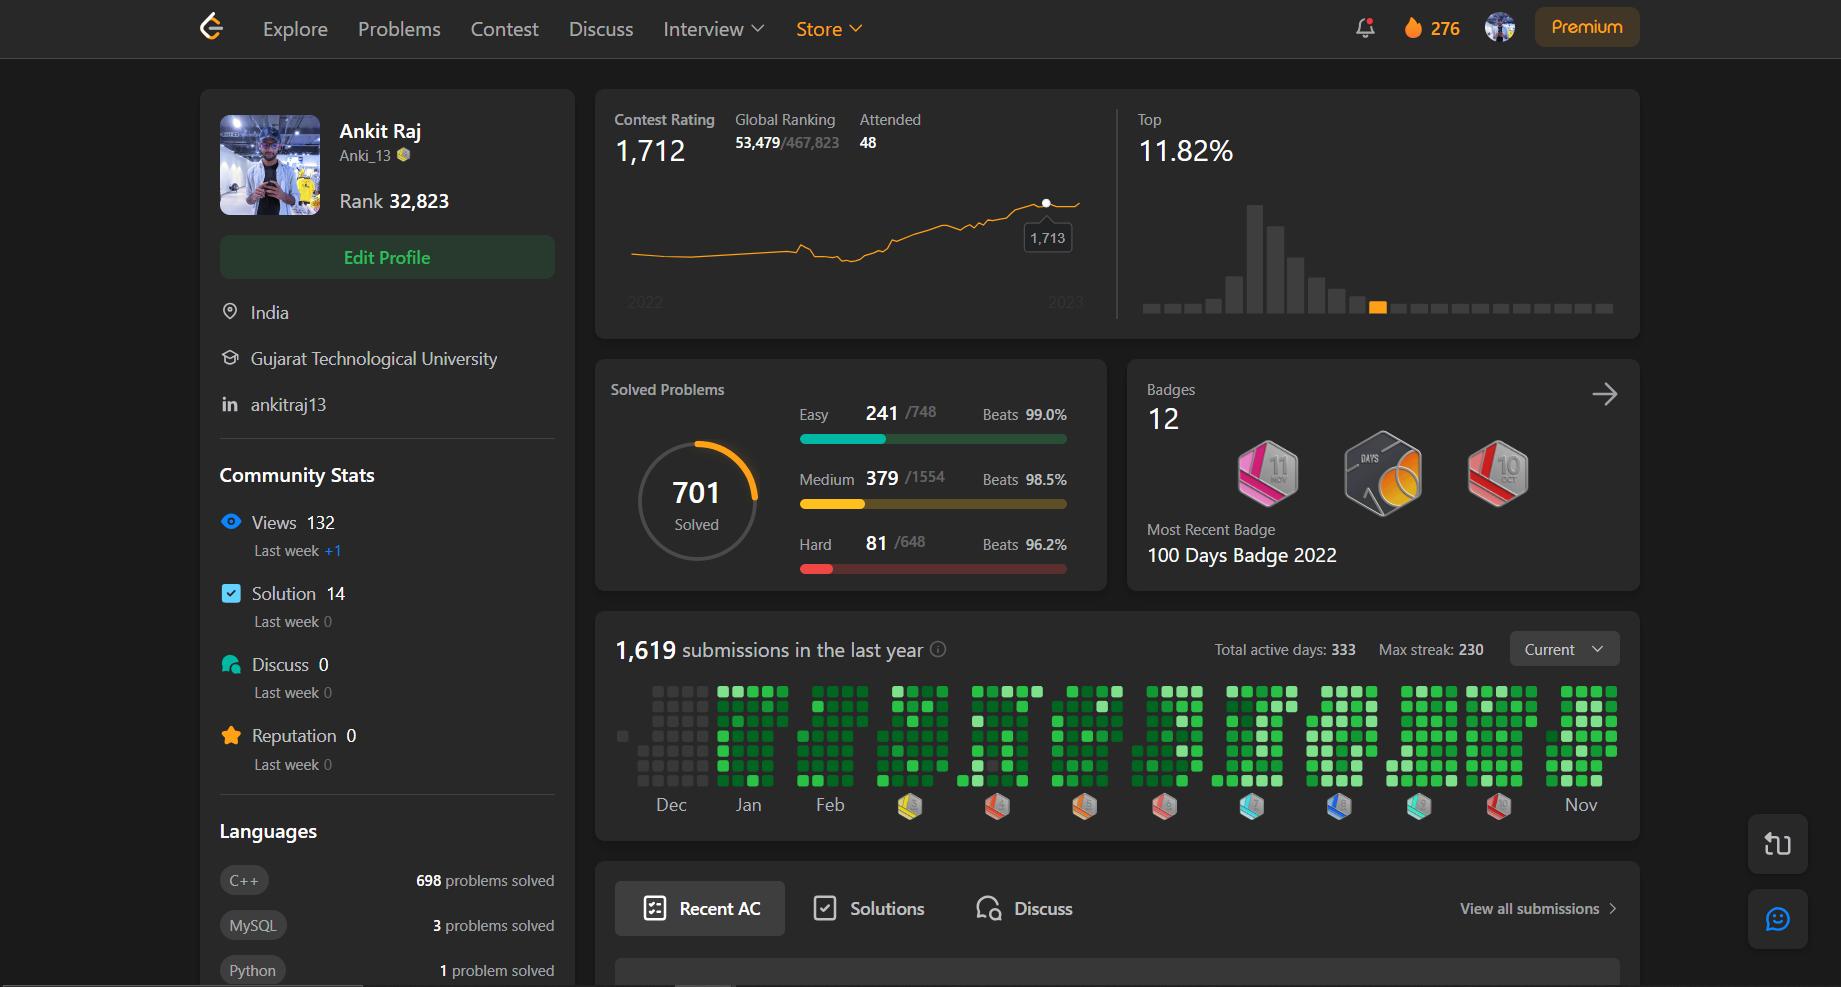 Explore Problems Contest Discuss Interview Store 276 Premium
Ankit Raj
Anki_13
Rank 32,823
Edit Profile
India
Gujarat Technological University
in ankitraj13
Community Stats
Views 132
Last week +1
Solution 14
Last week 0
Discuss 0
Last week 0
Reputation 0
Last week 0
Languages
C++ 698 problems solved
MySQL 3 problems solved
Python 1 problem solved
Contest Rating Global Ranking Attended
1,712 53,479/467,823 48
1,713
2022 2023
Top
11.82%
Solved Problems
701
Solved
Easy 241 /748 Beats 99.0%
Medium 379 /1554 Beats 98.5%
Hard 81 /648 Beats 96.2%
Badges
12
11 NOV
DAYS
10 OCT
Most Recent Badge
100 Days Badge 2022
1,619 submissions in the last year Total active days: 333 Max streak: 230 Current
Dec Jan Feb Nov
Recent AC Solutions Discuss View all submissions